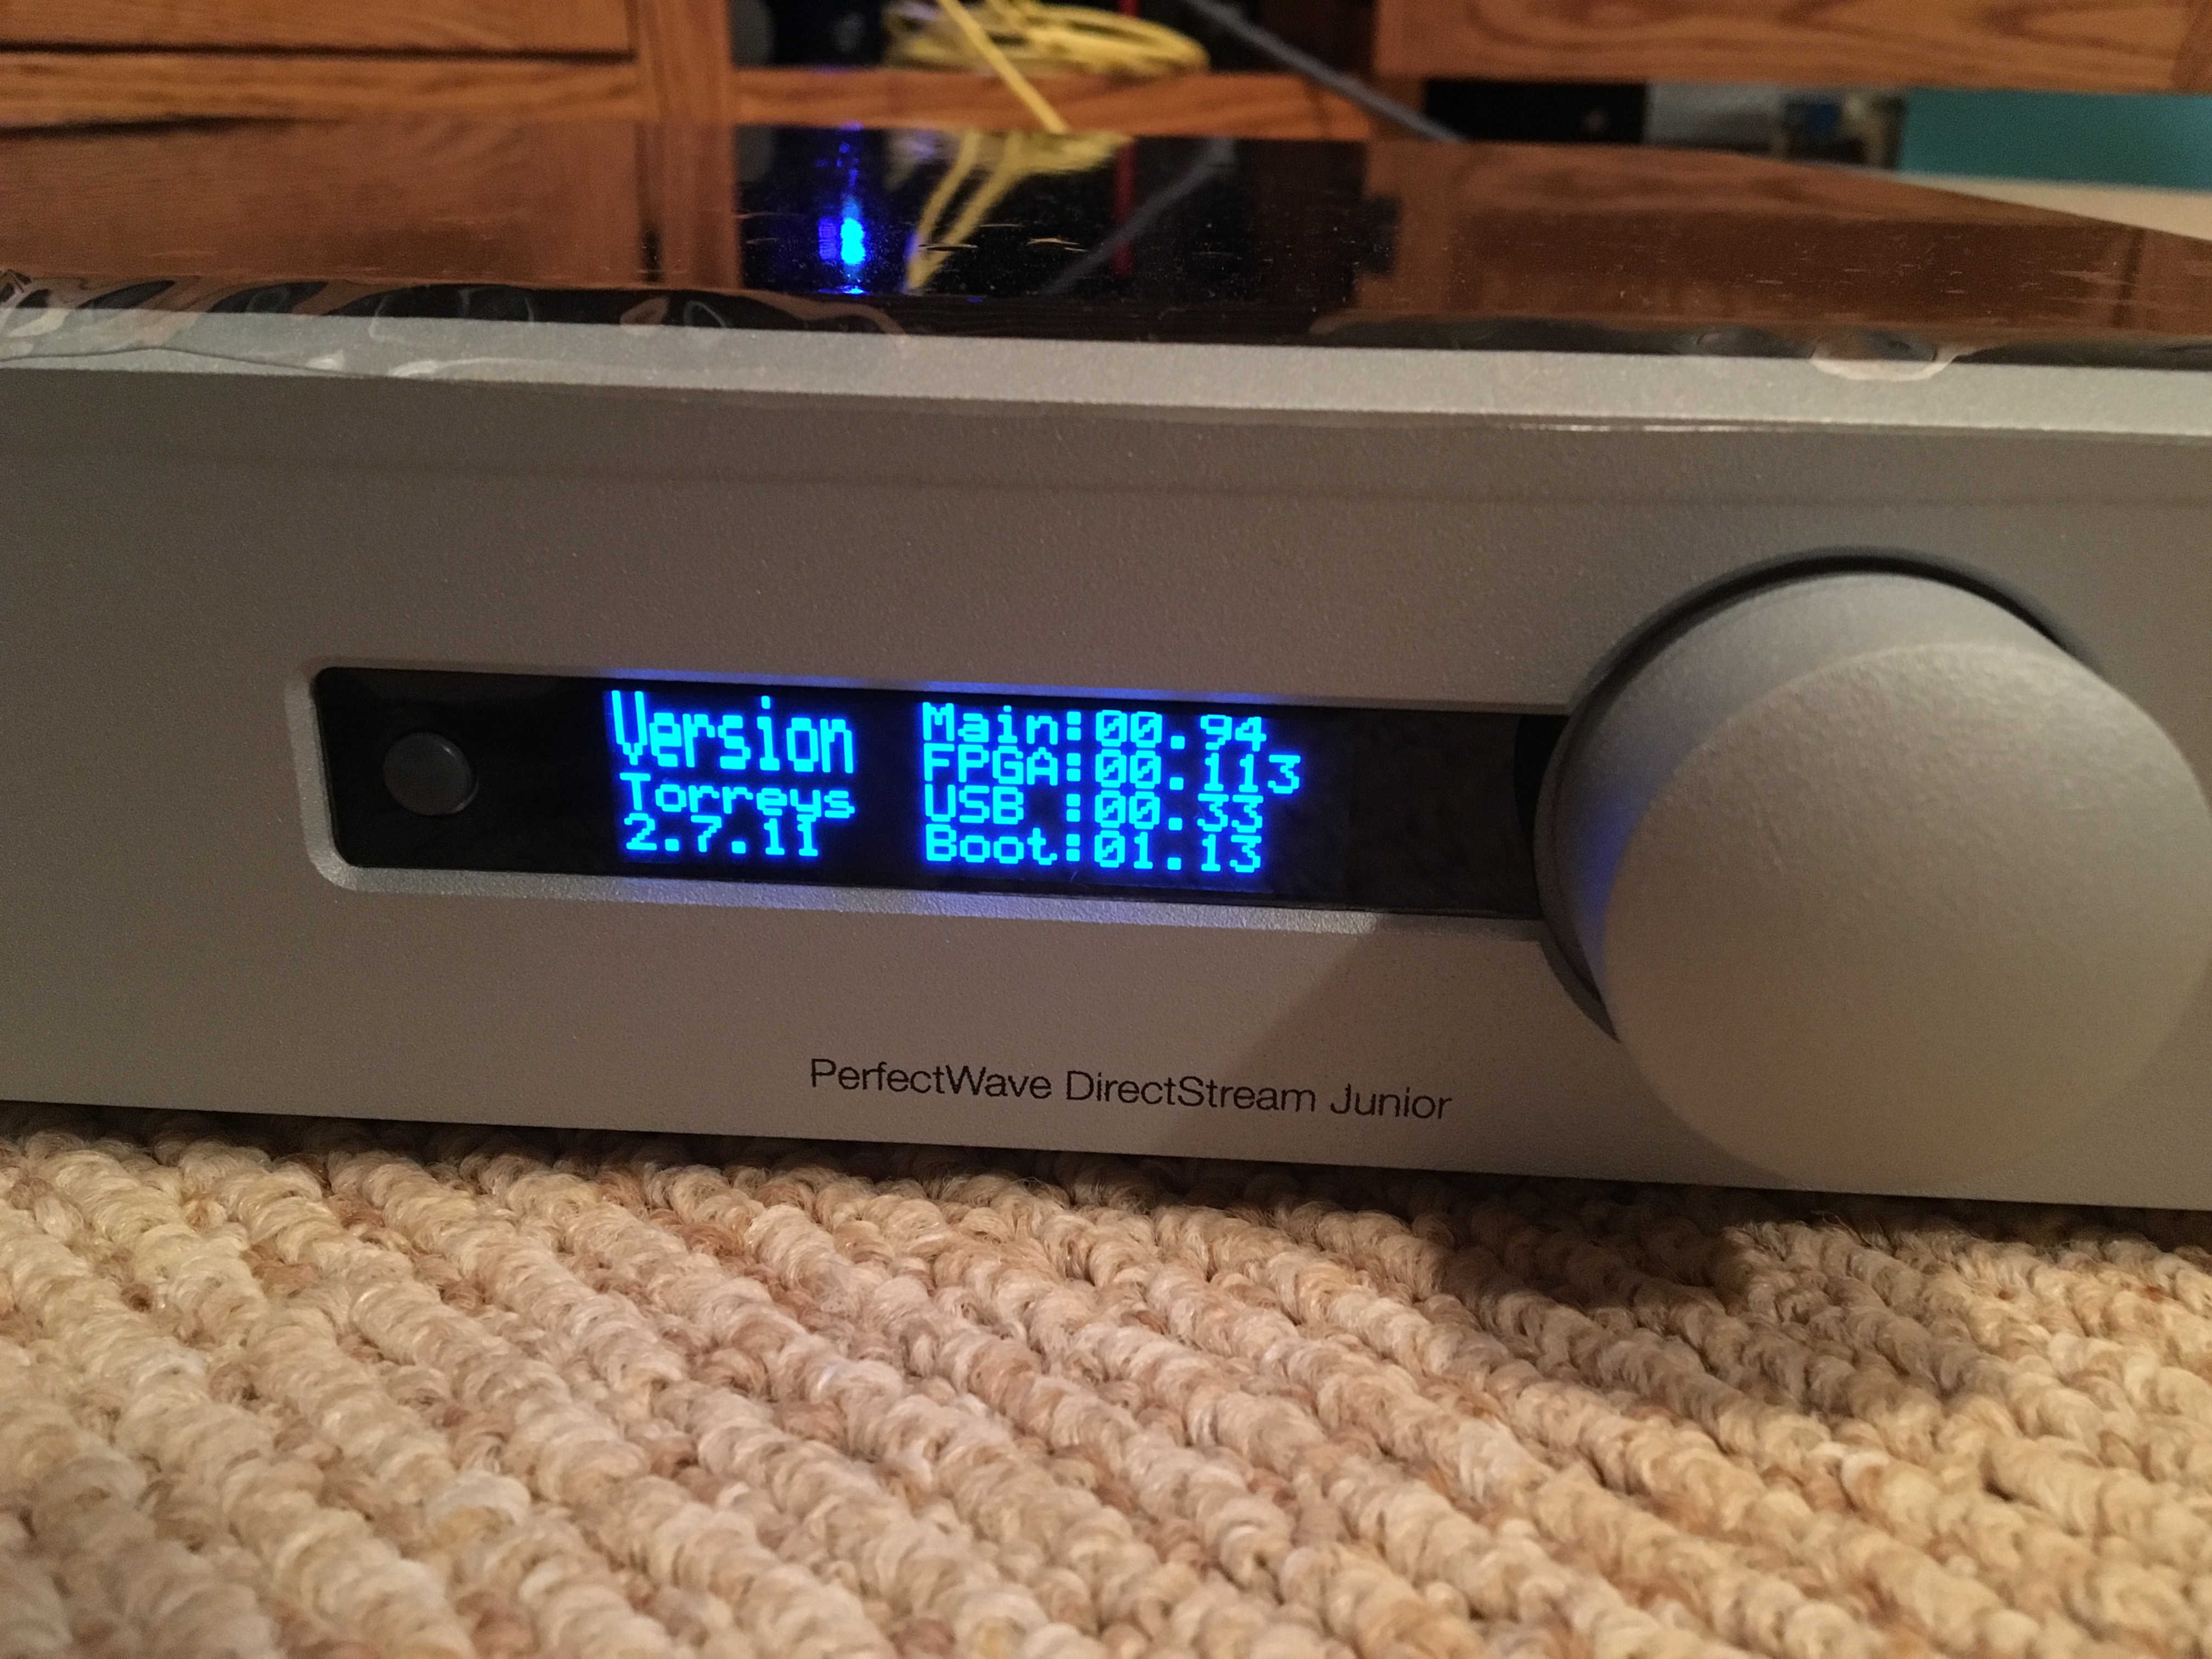 Version
Torreys
2.7.11
Main:00.94
FPGA:00.113
USB :00.33
Boot:01.13
PerfectWave DirectStream Junior